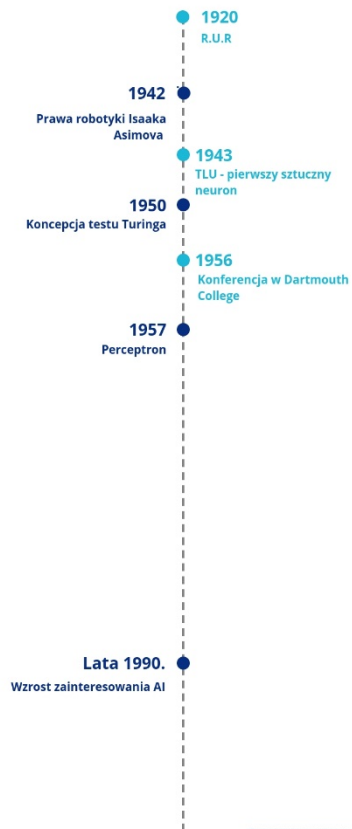 1920
R.U.R
1942
Prawa robotyki Isaaka
Asimova
1943
TLU - pierwszy sztuczny
neuron
1950
Koncepcja testu Turinga
1956
Konferencja w Dartmouth
College
1957
Perceptron
Lata 1990.
Wzrost zainteresowania AI